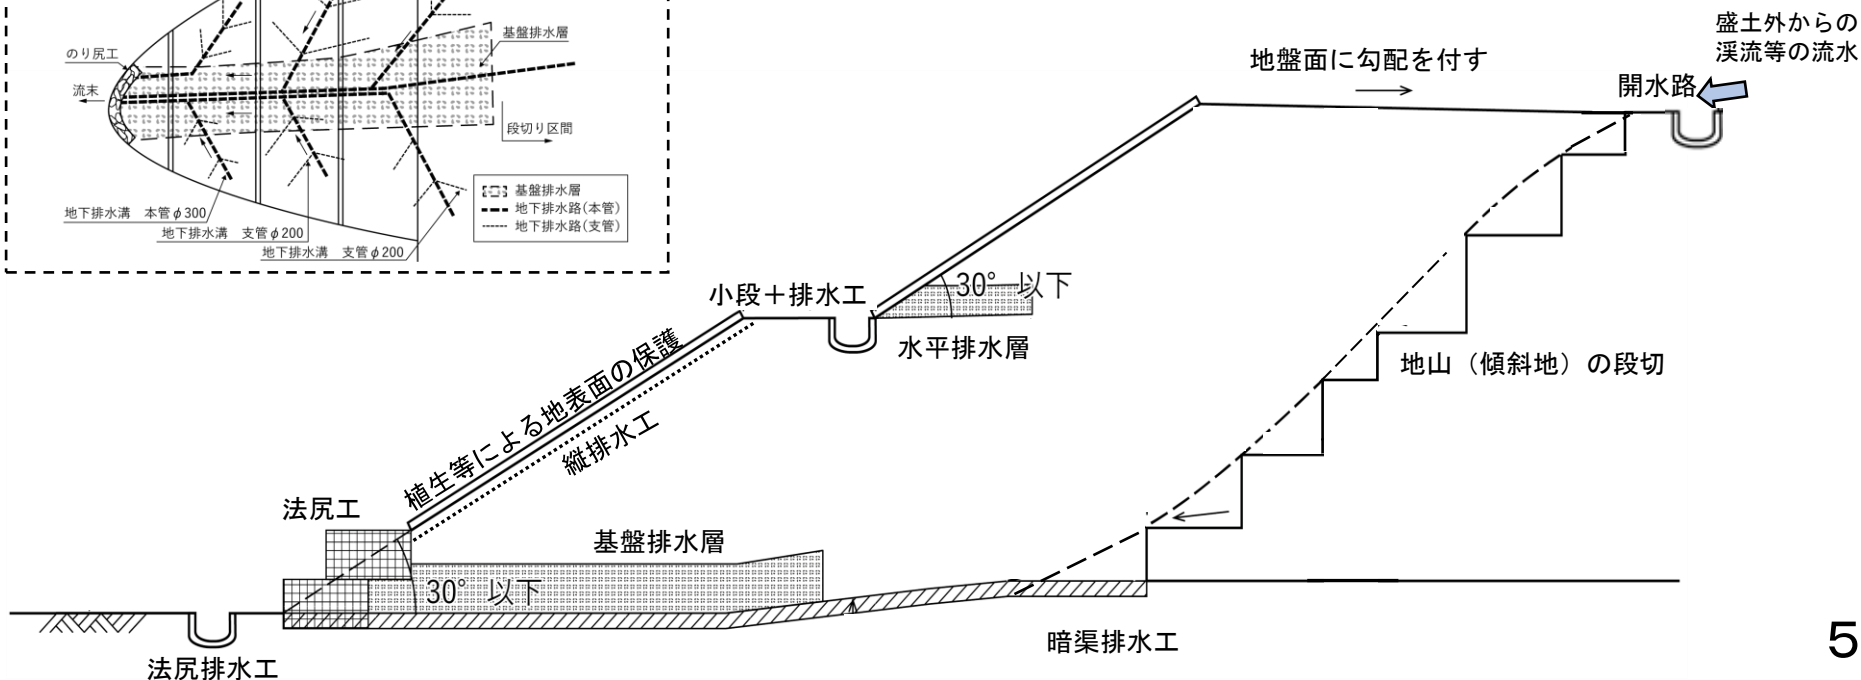 のり尻工
流末
基盤排水層
段切り区間
基盤排水層
地下排水路(本管)
地下排水路(支管)
地下排水溝 本管φ300
地下排水溝 支管φ200
地下排水溝 支管φ200
盛土外からの
渓流等の流水
地盤面に勾配を付す
開水路
小段+排水工
30° 以下
水平排水層
植生等による地表面の保護
縦排水工
地山(傾斜地)の段切
法尻工
基盤排水層
30° 以下
暗渠排水工
法尻排水工
5